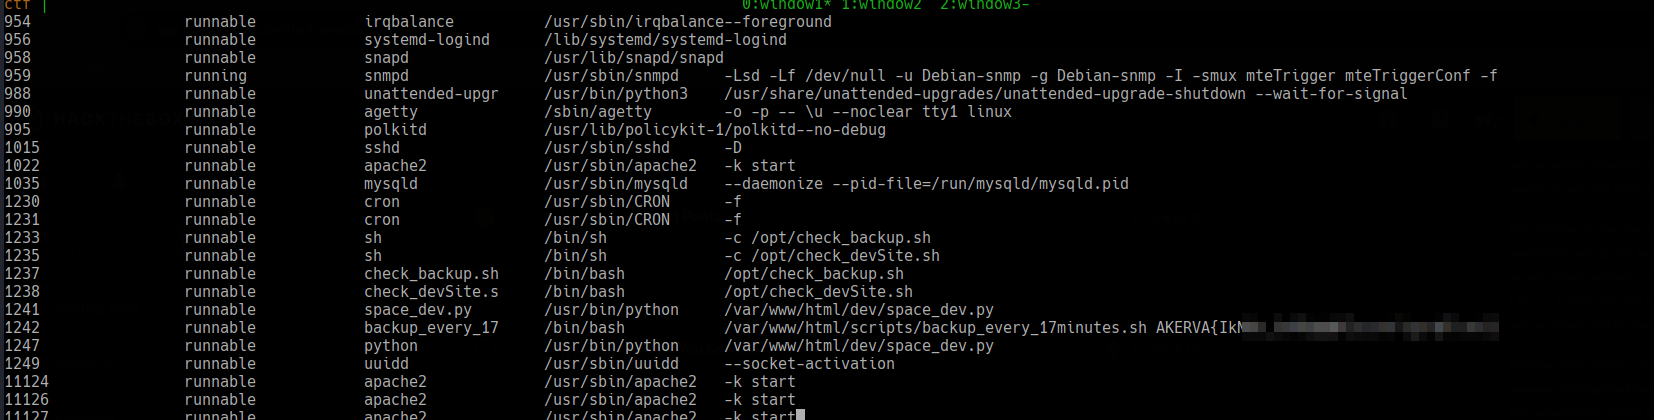 ctf | 0:window1* 1:window2 2:window3-
954 runnable irqbalance /usr/sbin/irqbalance--foreground
956 runnable systemd-logind /lib/systemd/systemd-logind
958 runnable snapd /usr/lib/snapd/snapd
959 running snmpd /usr/sbin/snmpd -Lsd -Lf /dev/null -u Debian-snmp -g Debian-snmp -I -smux mteTrigger mteTriggerConf -f
988 runnable unattended-upgr /usr/bin/python3 /usr/share/unattended-upgrades/unattended-upgrade-shutdown --wait-for-signal
990 runnable agetty /sbin/agetty -o -p -- \u --noclear tty1 linux
995 runnable polkitd /usr/lib/policykit-1/polkitd--no-debug
1015 runnable sshd /usr/sbin/sshd -D
1022 runnable apache2 /usr/sbin/apache2 -k start
1035 runnable mysqld /usr/sbin/mysqld --daemonize --pid-file=/run/mysqld/mysqld.pid
1230 runnable cron /usr/sbin/CRON -f
1231 runnable cron /usr/sbin/CRON -f
1233 runnable sh /bin/sh -c /opt/check_backup.sh
1235 runnable sh /bin/sh -c /opt/check_devSite.sh
1237 runnable check_backup.sh /bin/bash /opt/check_backup.sh
1238 runnable check_devSite.s /bin/bash /opt/check_devSite.sh
1241 runnable space_dev.py /usr/bin/python /var/www/html/dev/space_dev.py
1242 runnable backup_every_17 /bin/bash /var/www/html/scripts/backup_every_17minutes.sh
1247 runnable python /usr/bin/python /var/www/html/dev/space_dev.py
1249 runnable uuidd /usr/sbin/uuidd --socket-activation
11124 runnable apache2 /usr/sbin/apache2 -k start
11126 runnable apache2 /usr/sbin/apache2 -k start
11127 runnable apache2 /usr/sbin/apache2 -k start